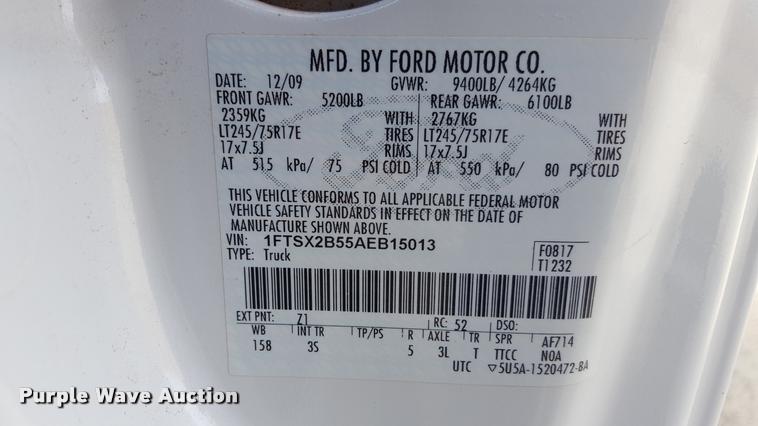 MFD. BY FORD MOTOR CO.
DATE: 12/09 GVWR: 9400LB/ 4264KG
FRONT GAWR: 5200LB REAR GAWR: 6100LB
2359KG WITH 2767KG WITH
LT245/75R17E TIRES LT245/75R17E TIRES
17x7.5J RIMS 17x7.5J RIMS
AT 515 kPa/ 75 PSI COLD AT 550 kPa/ 80 PSI COLD
THIS VEHICLE CONFORMS TO ALL APPLICABLE FEDERAL MOTOR
VEHICLE SAFETY STANDARDS IN EFFECT ON THE DATE OF
MANUFACTURE SHOWN ABOVE.
VIN: 1FTSX2B55AEB15013 F0817
TYPE: Truck T1232
EXT PNT: Z1 RC: 52 DSO:
WB INT TR TP/PS R AXLE TR SPR AF714
158 3S 5 3L T TTCC NOA
UTC ▽5U5A-1520472-BA
Purple Wave Auction